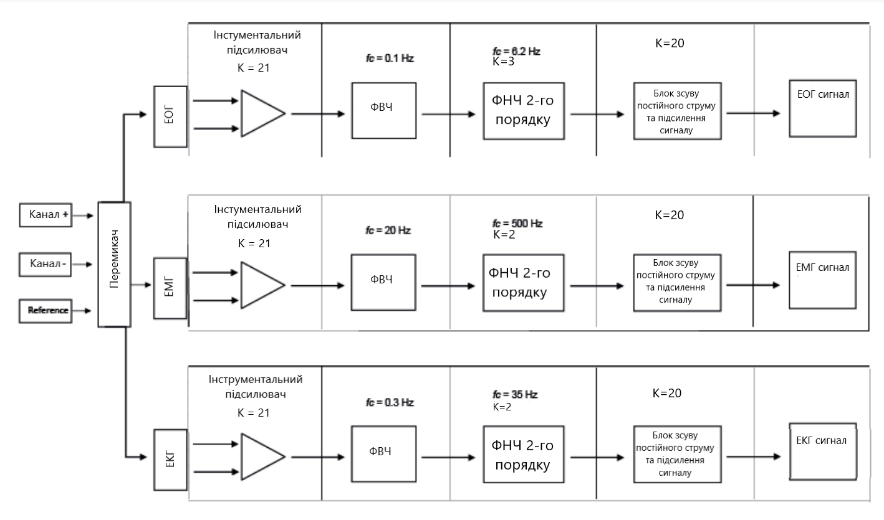 Інстументальний
підсилювач
K = 21
fc = 0.1 Hz
fc = 6.2 Hz
K=3
K=20
ЕОГ
ФВЧ
ФНЧ 2-го
порядку
Блок зсуву
постійного струму
та підсилення
сигналу
ЕОГ сигнал
Канал +
Канал-
Reference
Перемикач
Інстументальний
підсилювач
K = 21
fc = 20 Hz
fc = 500 Hz
K=2
K=20
ЕМГ
ФВЧ
ФНЧ 2-го
порядку
Блок зсуву
постійного струму
та підсилення
сигналу
ЕМГ сигнал
Інструментальний
підсилювач
K = 21
fc = 0.3 Hz
fc = 35 Hz
K=2
K=20
ЕКГ
ФВЧ
ФНЧ 2-го
порядку
Блок зсуву
постійного струму
та підсилення
сигналу
ЕКГ сигнал